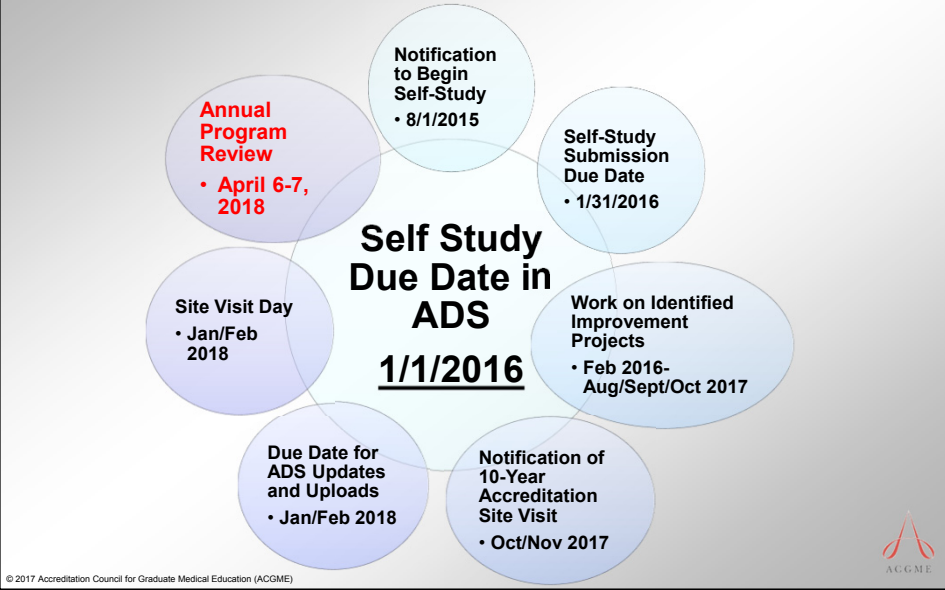 Notification
to Begin
Self-Study
• 8/1/2015
Self-Study
Submission
Due Date
• 1/31/2016
Work on Identified
Improvement
Projects
• Feb 2016-
Aug/Sept/Oct 2017
Notification of
10-Year
Accreditation
Site Visit
• Oct/Nov 2017
Due Date for
ADS Updates
and Uploads
• Jan/Feb 2018
Site Visit Day
• Jan/Feb
2018
Annual
Program
Review
• April 6-7,
2018
Self Study
Due Date in
ADS
1/1/2016
© 2017 Accreditation Council for Graduate Medical Education (ACGME)
ACGME